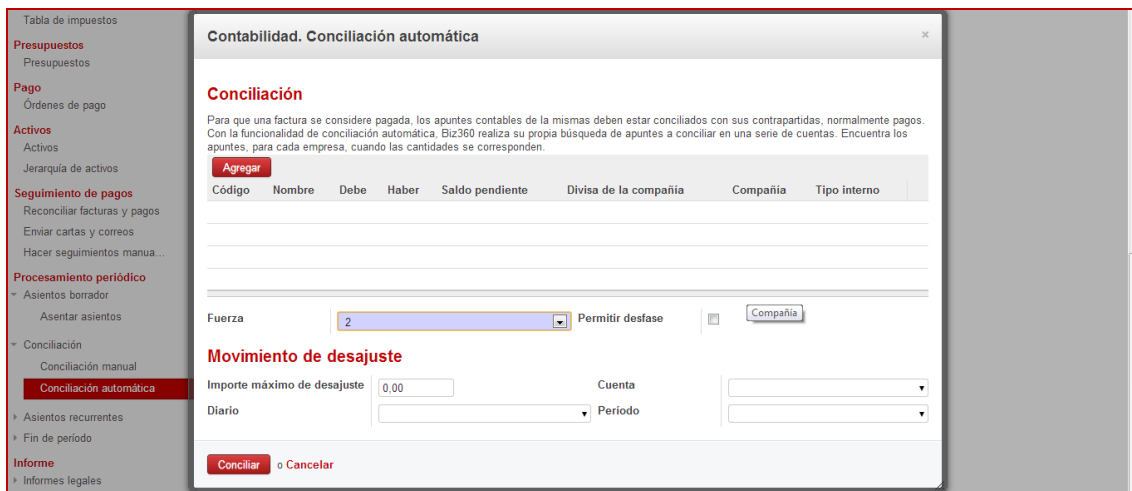 Tabla de impuestos
Presupuestos
Presupuestos
Pago
Órdenes de pago
Activos
Activos
Jerarquía de activos
Seguimiento de pagos
Reconciliar facturas y pagos
Enviar cartas y correos
Hacer seguimientos manua...
Procesamiento periódico
Asientos borrador
Asentar asientos
Conciliación
Conciliación manual
Conciliación automática
Asientos recurrentes
Fin de período
Informe
Informes legales
Contabilidad. Conciliación automática ×
Conciliación
Para que una factura se considere pagada, los apuntes contables de la mismas deben estar conciliados con sus contrapartidas, normalmente pagos.
Con la funcionalidad de conciliación automática, Biz360 realiza su propia búsqueda de apuntes a conciliar en una serie de cuentas. Encuentra los
apuntes, para cada empresa, cuando las cantidades se corresponden.
Agregar
Código Nombre Debe Haber Saldo pendiente Divisa de la compañía Compañía Tipo interno
Fuerza 2 Permitir desfase Compañía
Movimiento de desajuste
Importe máximo de desajuste 0,00 Cuenta
Diario Período
Conciliar o Cancelar